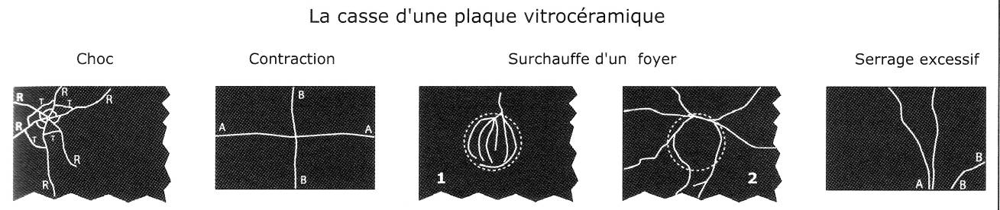 La casse d'une plaque vitrocéramique
Choc
Contraction
Surchauffe d'un foyer
Serrage excessif
R
R
R
R
R
R
T
T
T
T
A
A
B
B
1
2
A
B
B